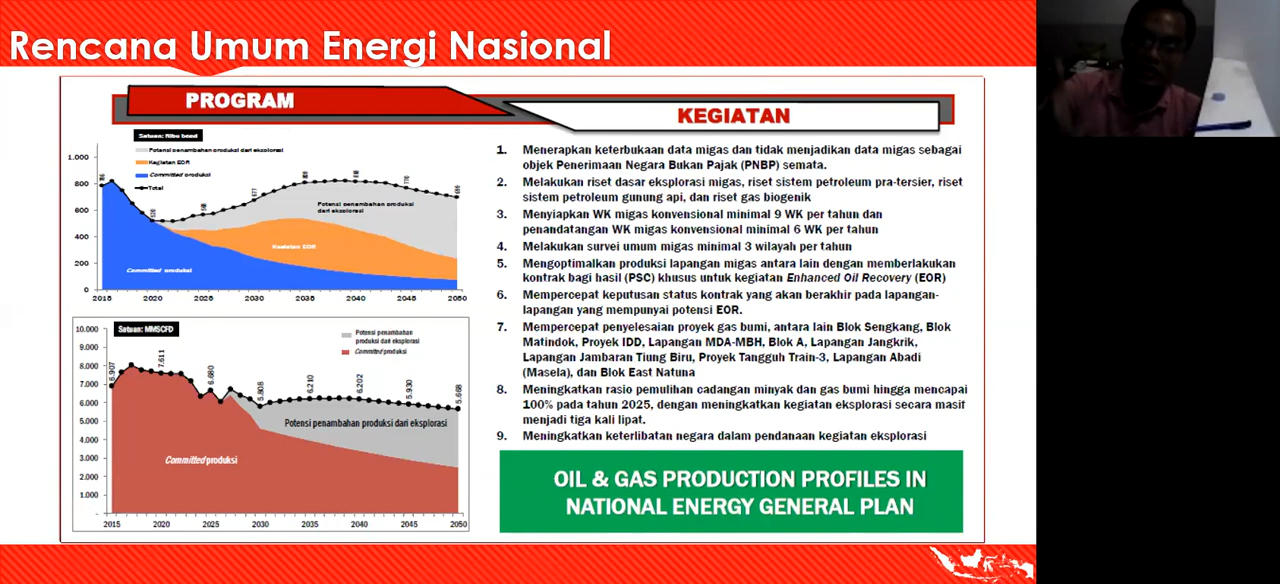 Rencana Umum Energi Nasional
PROGRAM
KEGIATAN
Satuan: Ribu boed
Potensi penambahan produksi dari eksplorasi
Kegiatan EOR
Committed produksi
Total
1.000
800
600
400
200
0
Potensi penambahan produksi
dari eksplorasi
Kegiatan EOR
Committed produksi
2015 2020 2025 2030 2035 2040 2045 2050
Satuan: MMSCFD
Potensi penambahan
produksi dari eksplorasi
Committed produksi
10.000
9.000
8.000
7.000
6.000
5.000
4.000
3.000
2.000
1.000
-
6.907
7.611
6.680
5.808
6.210
6.202
5.930
5.668
Potensi penambahan produksi dari eksplorasi
Committed produksi
2015 2020 2025 2030 2035 2040 2045 2050
1. Menerapkan keterbukaan data migas dan tidak menjadikan data migas sebagai
objek Penerimaan Negara Bukan Pajak (PNBP) semata.
2. Melakukan riset dasar eksplorasi migas, riset sistem petroleum pra-tersier, riset
sistem petroleum gunung api, dan riset gas biogenik
3. Menyiapkan WK migas konvensional minimal 9 WK per tahun dan
penandatangan WK migas konvensional minimal 6 WK per tahun
4. Melakukan survei umum migas minimal 3 wilayah per tahun
5. Mengoptimalkan produksi lapangan migas antara lain dengan memberlakukan
kontrak bagi hasil (PSC) khusus untuk kegiatan Enhanced Oil Recovery (EOR)
6. Mempercepat keputusan status kontrak yang akan berakhir pada lapangan-
lapangan yang mempunyai potensi EOR.
7. Mempercepat penyelesaian proyek gas bumi, antara lain Blok Sengkang, Blok
Matindok, Proyek IDD, Lapangan MDA-MBH, Blok A, Lapangan Jangkrik,
Lapangan Jambaran Tiung Biru, Proyek Tangguh Train-3, Lapangan Abadi
(Masela), dan Blok East Natuna
8. Meningkatkan rasio pemulihan cadangan minyak dan gas bumi hingga mencapai
100% pada tahun 2025, dengan meningkatkan kegiatan eksplorasi secara masif
menjadi tiga kali lipat.
9. Meningkatkan keterlibatan negara dalam pendanaan kegiatan eksplorasi
OIL & GAS PRODUCTION PROFILES IN
NATIONAL ENERGY GENERAL PLAN